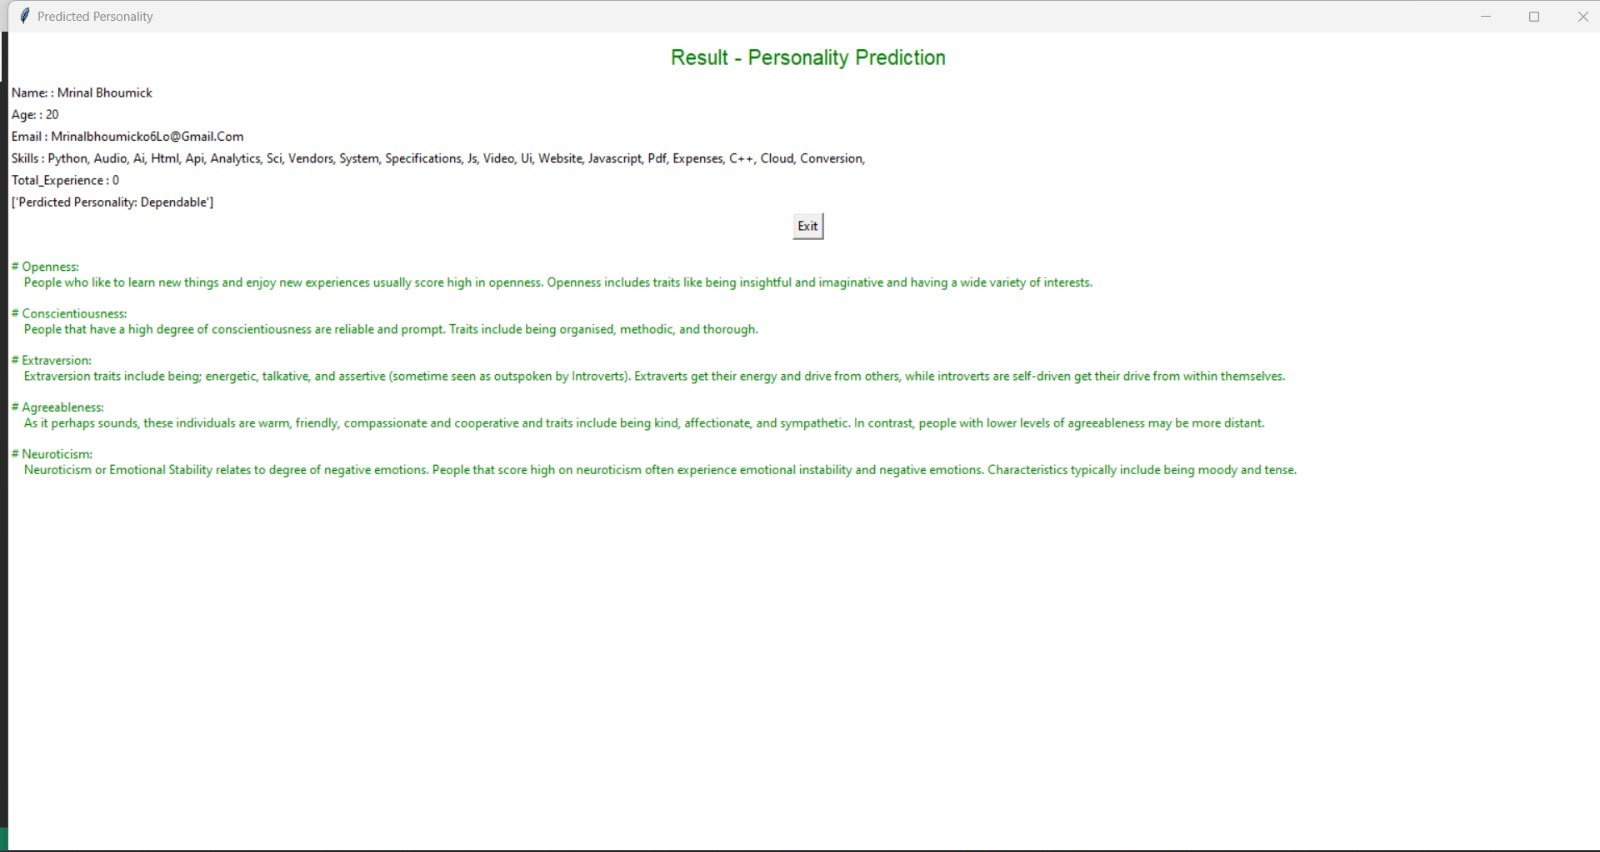 Predicted Personality
Result - Personality Prediction
Name: : Mrinal Bhoumick
Age: : 20
Email : Mrinalbhoumicko6Lo@Gmail.Com
Skills : Python, Audio, Ai, Html, Api, Analytics, Sci, Vendors, System, Specifications, Js, Video, Ui, Website, Javascript, Pdf, Expenses, C++, Cloud, Conversion,
Total_Experience : 0
['Perdicted Personality: Dependable']
Exit
# Openness:
People who like to learn new things and enjoy new experiences usually score high in openness. Openness includes traits like being insightful and imaginative and having a wide variety of interests.
# Conscientiousness:
People that have a high degree of conscientiousness are reliable and prompt. Traits include being organised, methodic, and thorough.
# Extraversion:
Extraversion traits include being; energetic, talkative, and assertive (sometime seen as outspoken by Introverts). Extraverts get their energy and drive from others, while introverts are self-driven get their drive from within themselves.
# Agreeableness:
As it perhaps sounds, these individuals are warm, friendly, compassionate and cooperative and traits include being kind, affectionate, and sympathetic. In contrast, people with lower levels of agreeableness may be more distant.
# Neuroticism:
Neuroticism or Emotional Stability relates to degree of negative emotions. People that score high on neuroticism often experience emotional instability and negative emotions. Characteristics typically include being moody and tense.